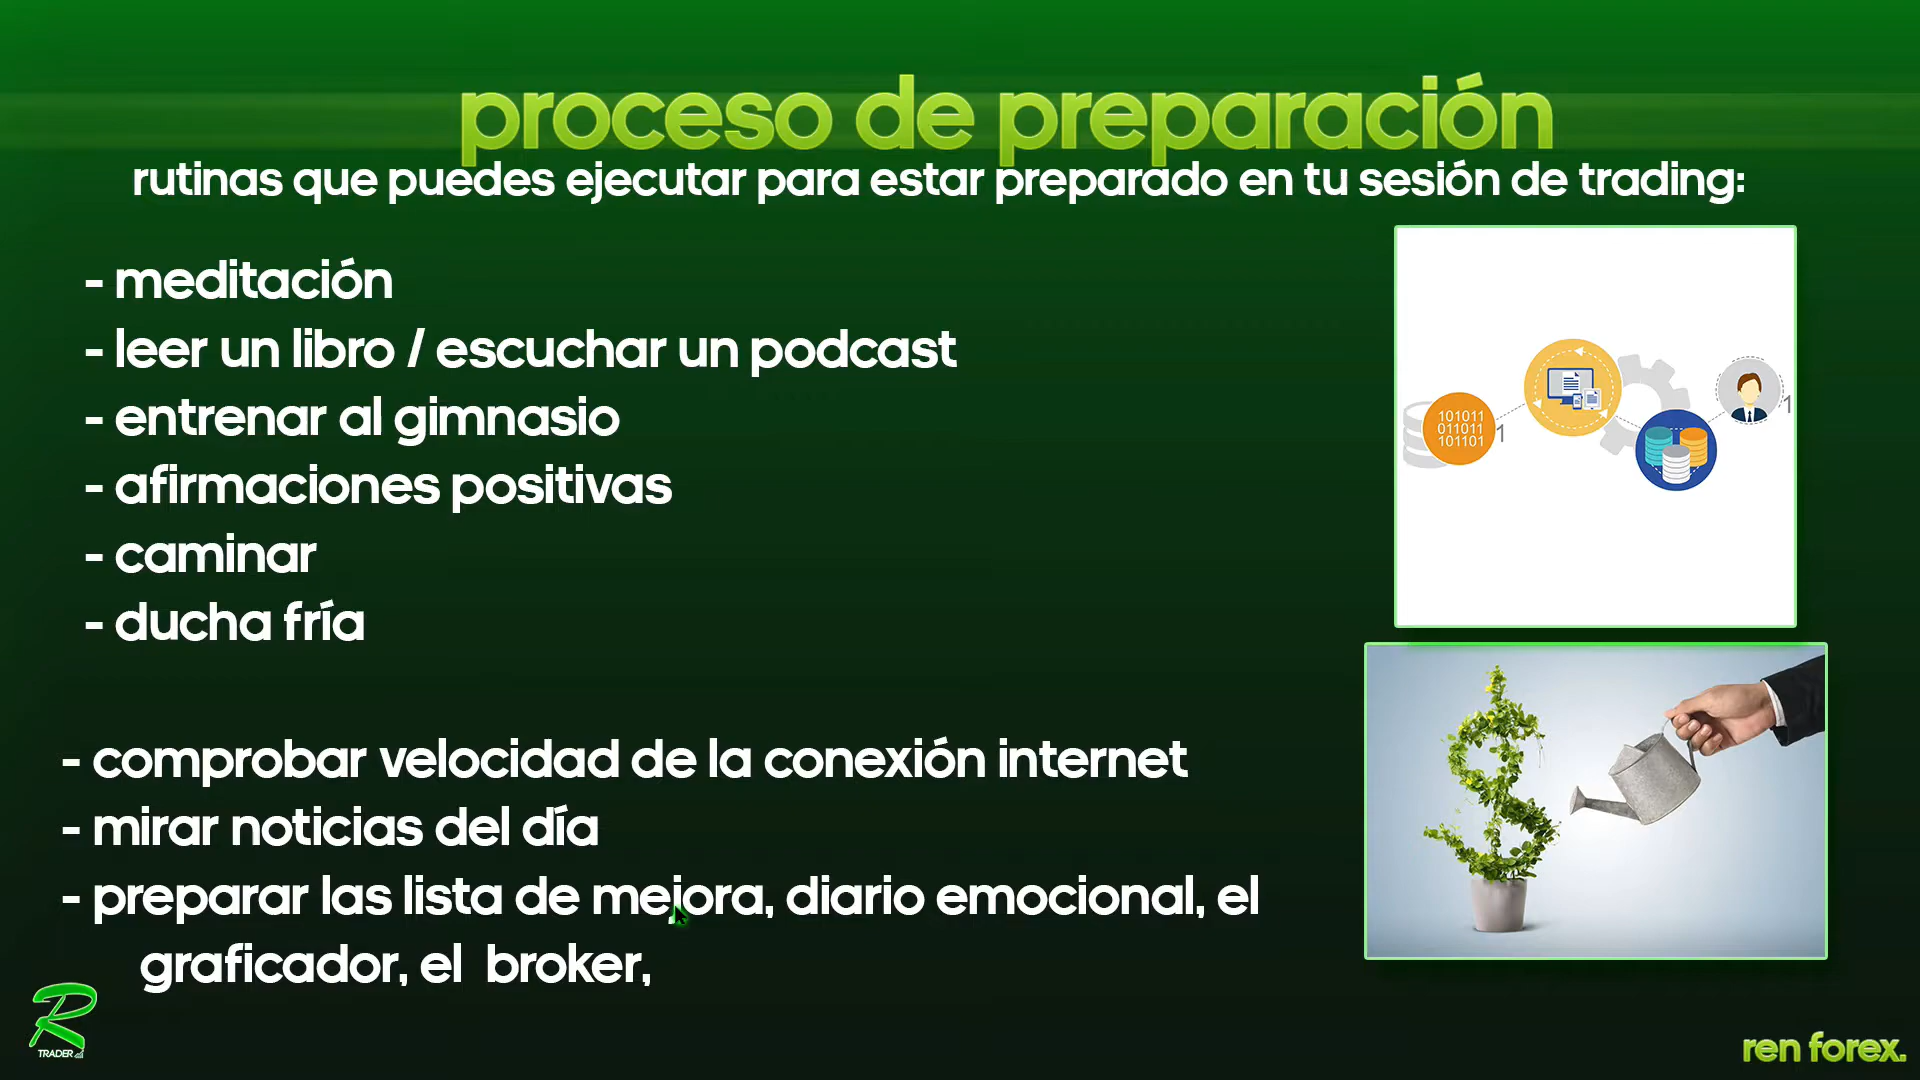 proceso de preparación
rutinas que puedes ejecutar para estar preparado en tu sesión de trading:
- meditación
- leer un libro / escuchar un podcast
- entrenar al gimnasio
- afirmaciones positivas
- caminar
- ducha fría
101011
011011
101101
1
1
- comprobar velocidad de la conexión internet
- mirar noticias del día
- preparar las lista de mejora, diario emocional, el
graficador, el broker,
R
TRADER
ren forex.